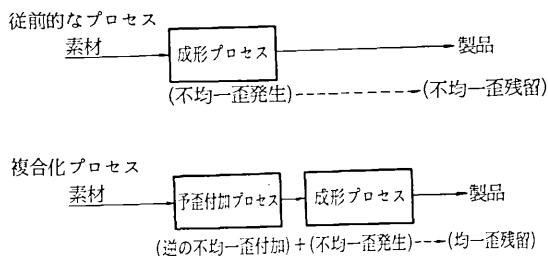 従前的なプロセス
素材 成形プロセス 製品
(不均一歪発生) (不均一歪残留)
複合化プロセス
素材 予歪付加プロセス 成形プロセス 製品
(逆の不均一歪付加)+(不均一歪発生) (均一歪残留)